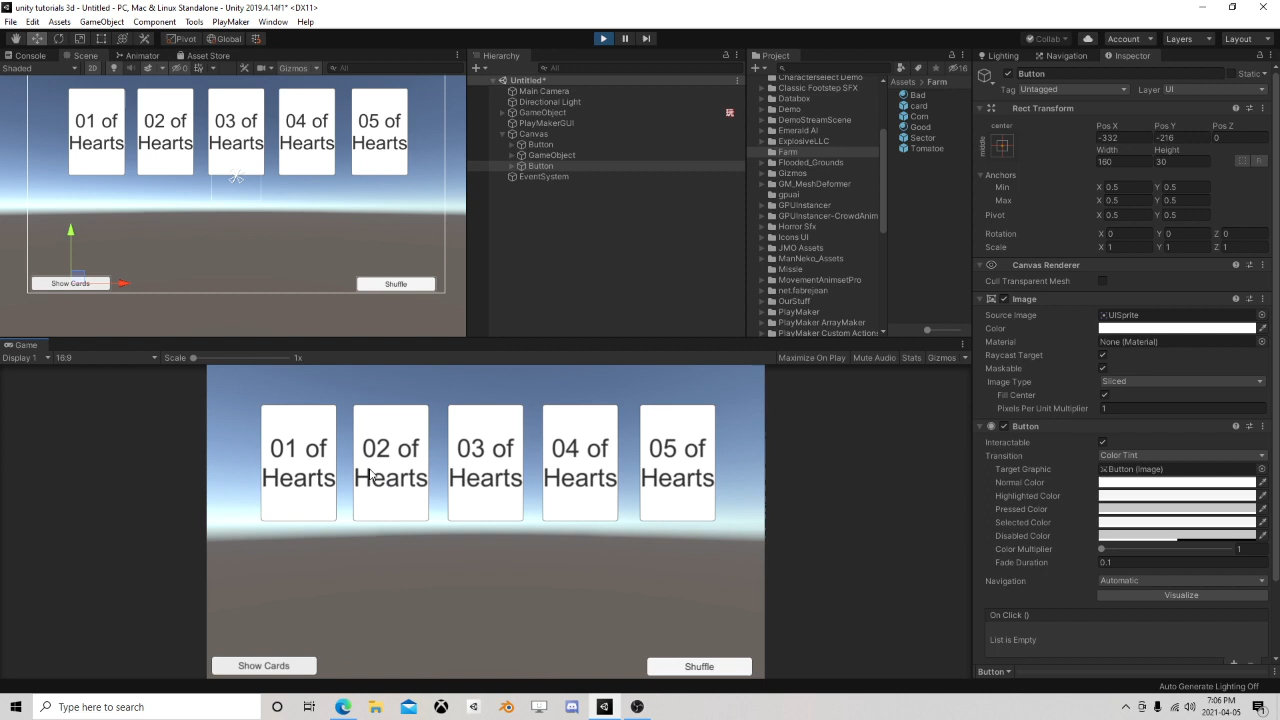 unity tutorials 3d - Untitled - PC, Mac & Linux Standalone - Unity 2019.4.14f1* <DX11>
File Edit Assets GameObject Component Tools PlayMaker Window Help
Pivot Global Collab Account Layers Layout
Console Scene Animator Asset Store
Shaded 2D 0 Gizmos All
01 of Hearts
02 of Hearts
03 of Hearts
04 of Hearts
05 of Hearts
Show Cards
Shuffle
Hierarchy
All
Untitled*
Main Camera
Directional Light
GameObject
PlayMakerGUI
Canvas
Button
GameObject
Button
EventSystem
Project
16
Characterselect Demo
Classic Footstep SFX
Databox
Demo
DemoStreamScene
Emerald AI
ExplosiveLLC
Farm
Flooded_Grounds
Gizmos
GM_MeshDeformer
gpuai
GPUInstancer
GPUInstancer-CrowdAnim
Horror Sfx
Icons UI
JMO Assets
ManNeko_Assets
Missle
MovementAnimsetPro
net.fabrejean
OurStuff
PlayMaker
PlayMaker ArrayMaker
PlayMaker Custom Actions
Assets Farm
Bad
card
Corn
Good
Sector
Tomatoe
Lighting Navigation Inspector
Button Static
Tag Untagged Layer UI
Rect Transform
center
middle
Pos X Pos Y Pos Z
-332 -216 0
Width Height
160 30
Anchors
Min X 0.5 Y 0.5
Max X 0.5 Y 0.5
Pivot X 0.5 Y 0.5
Rotation X 0 Y 0 Z 0
Scale X 1 Y 1 Z 1
Canvas Renderer
Cull Transparent Mesh
Image
Source Image UISprite
Color
Material None (Material)
Raycast Target
Maskable
Image Type Sliced
Fill Center
Pixels Per Unit Multiplier 1
Button
Interactable
Transition Color Tint
Target Graphic Button (Image)
Normal Color
Highlighted Color
Pressed Color
Selected Color
Disabled Color
Color Multiplier 1
Fade Duration 0.1
Navigation Automatic
Visualize
On Click ()
List is Empty
Button
Auto Generate Lighting Off
Game
Display 1 16:9 Scale 1x Maximize On Play Mute Audio Stats Gizmos
01 of Hearts
02 of Hearts
03 of Hearts
04 of Hearts
05 of Hearts
Show Cards
Shuffle
Type here to search
7:06 PM
2021-04-05